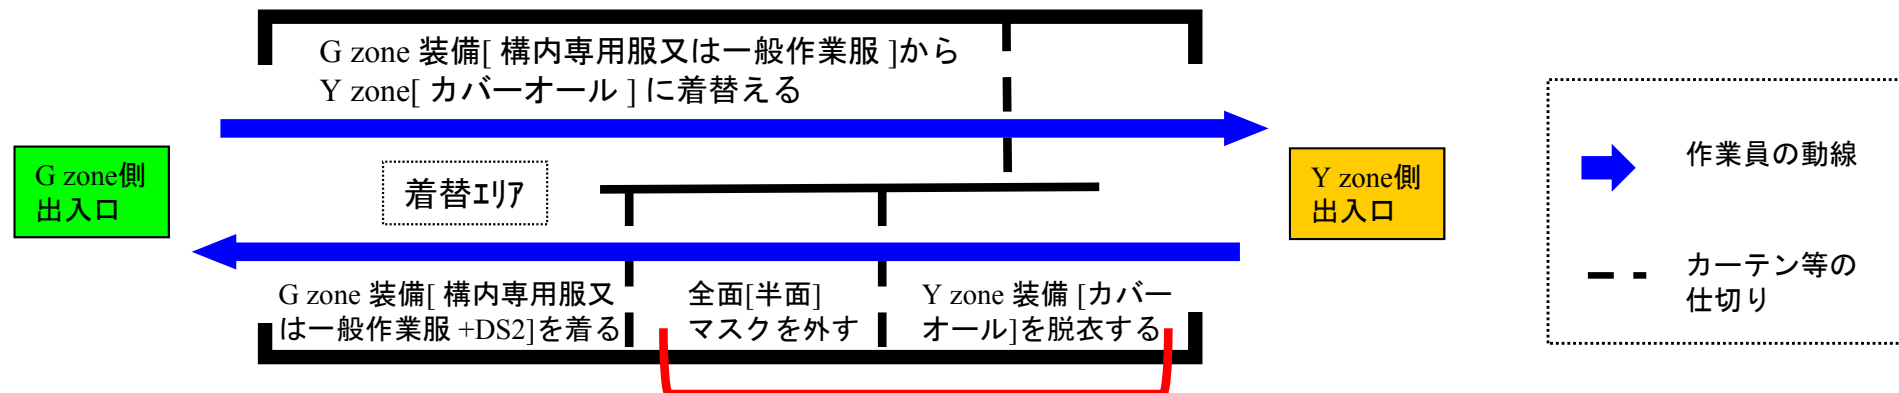 G zone 装備[ 構内専用服又は一般作業服 ]から
Y zone[ カバーオール ] に着替える
G zone側
出入口
着替ｴﾘｱ
Y zone側
出入口
G zone 装備[ 構内専用服又
は一般作業服 +DS2]を着る
全面[半面]
マスクを外す
Y zone 装備 [カバー
オール]を脱衣する
作業員の動線
カーテン等の
仕切り